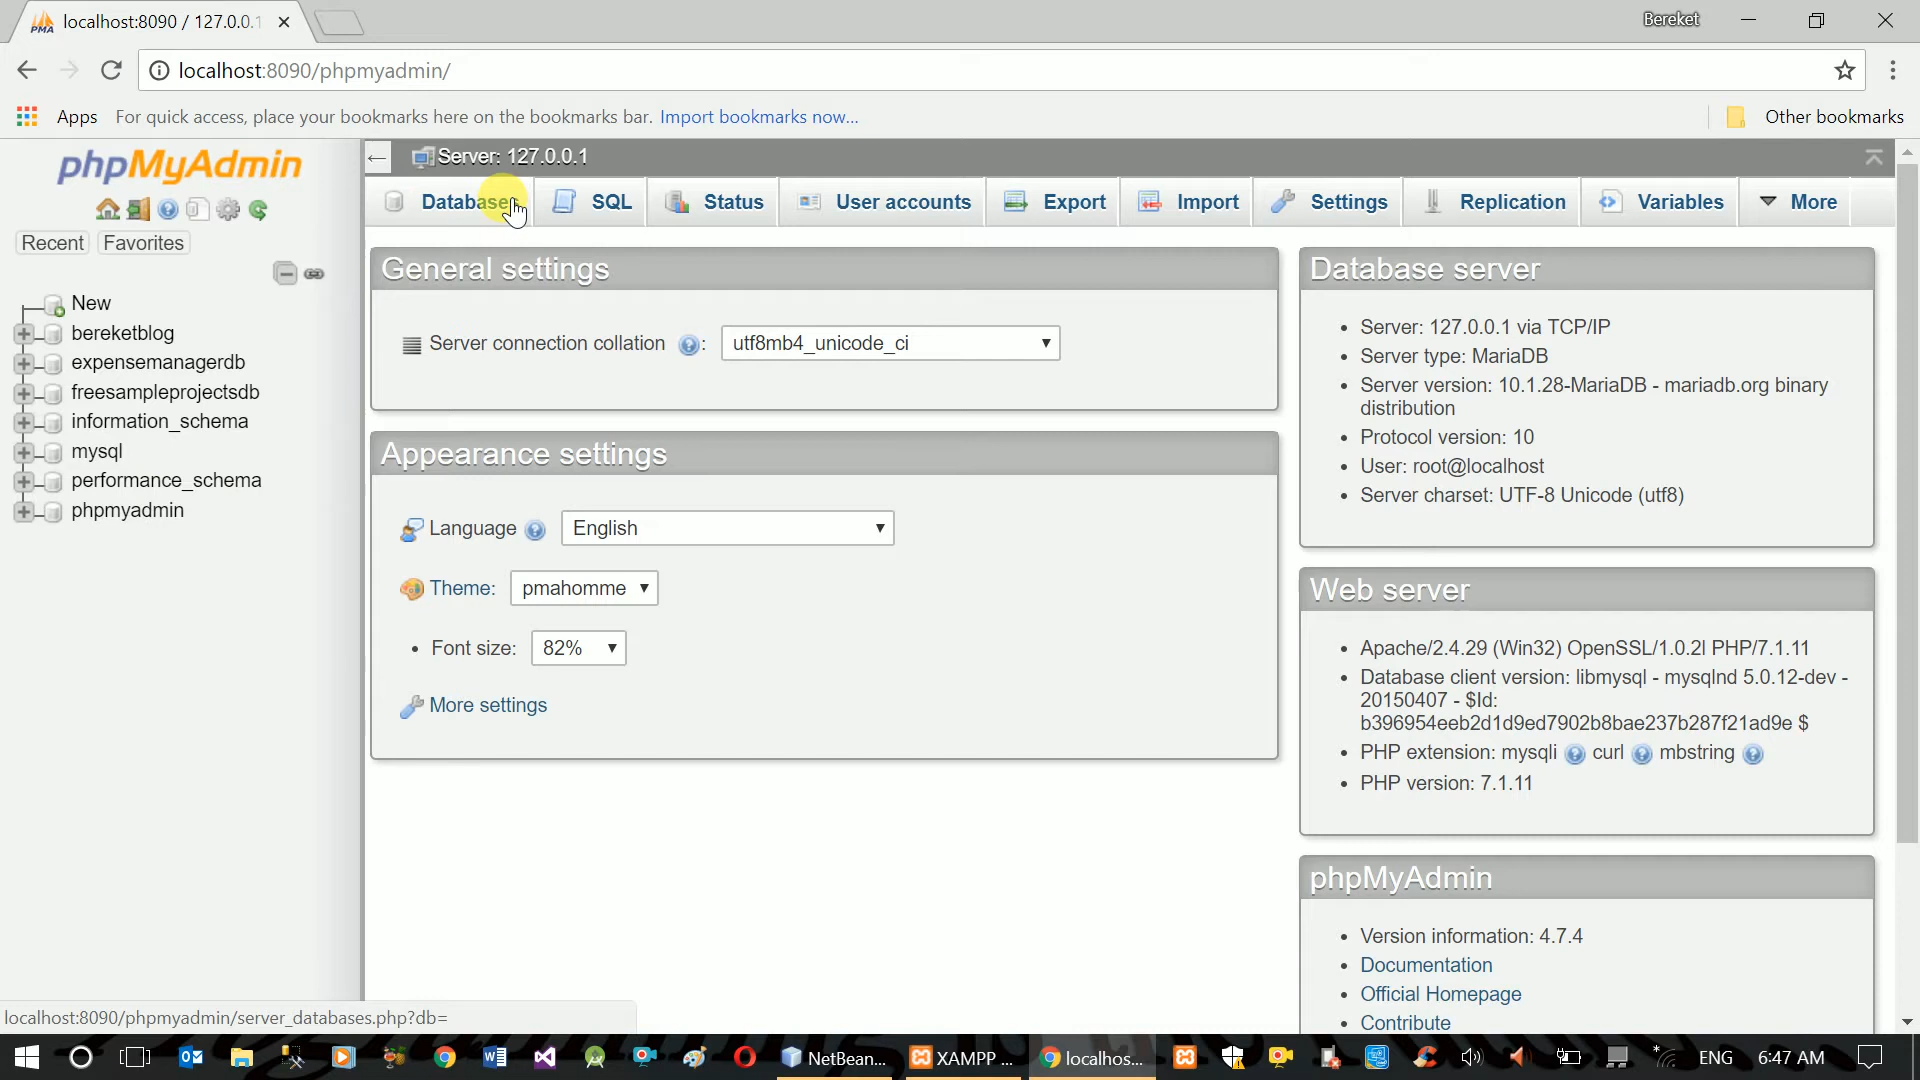 localhost:8090 / 127.0.0.1
Bereket
localhost:8090/phpmyadmin/
Apps For quick access, place your bookmarks here on the bookmarks bar. Import bookmarks now... Other bookmarks
phpMyAdmin
Server: 127.0.0.1
Databases SQL Status User accounts Export Import Settings Replication Variables More
Recent Favorites
New
bereketblog
expensemanagerdb
freesampleprojectsdb
information_schema
mysql
performance_schema
phpmyadmin
General settings
Server connection collation : utf8mb4_unicode_ci
Appearance settings
Language English
Theme: pmahomme
• Font size: 82%
More settings
Database server
• Server: 127.0.0.1 via TCP/IP
• Server type: MariaDB
• Server version: 10.1.28-MariaDB - mariadb.org binary
distribution
• Protocol version: 10
• User: root@localhost
• Server charset: UTF-8 Unicode (utf8)
Web server
• Apache/2.4.29 (Win32) OpenSSL/1.0.2l PHP/7.1.11
• Database client version: libmysql - mysqlnd 5.0.12-dev -
20150407 - $Id:
b396954eeb2d1d9ed7902b8bae237b287f21ad9e $
• PHP extension: mysqli curl mbstring
• PHP version: 7.1.11
phpMyAdmin
• Version information: 4.7.4
• Documentation
• Official Homepage
• Contribute
localhost:8090/phpmyadmin/server_databases.php?db=
NetBean... XAMPP ... localhos... ENG 6:47 AM